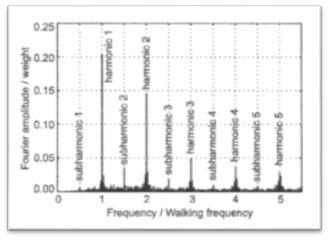 Fourier amplitude / weight
0.25
0.20
0.15
0.10
0.05
0.00
subharmonic 1
harmonic 1
subharmonic 2
harmonic 2
subharmonic 3
harmonic 3
subharmonic 4
harmonic 4
subharmonic 5
harmonic 5
1
2
3
4
5
Frequency / Walking frequency